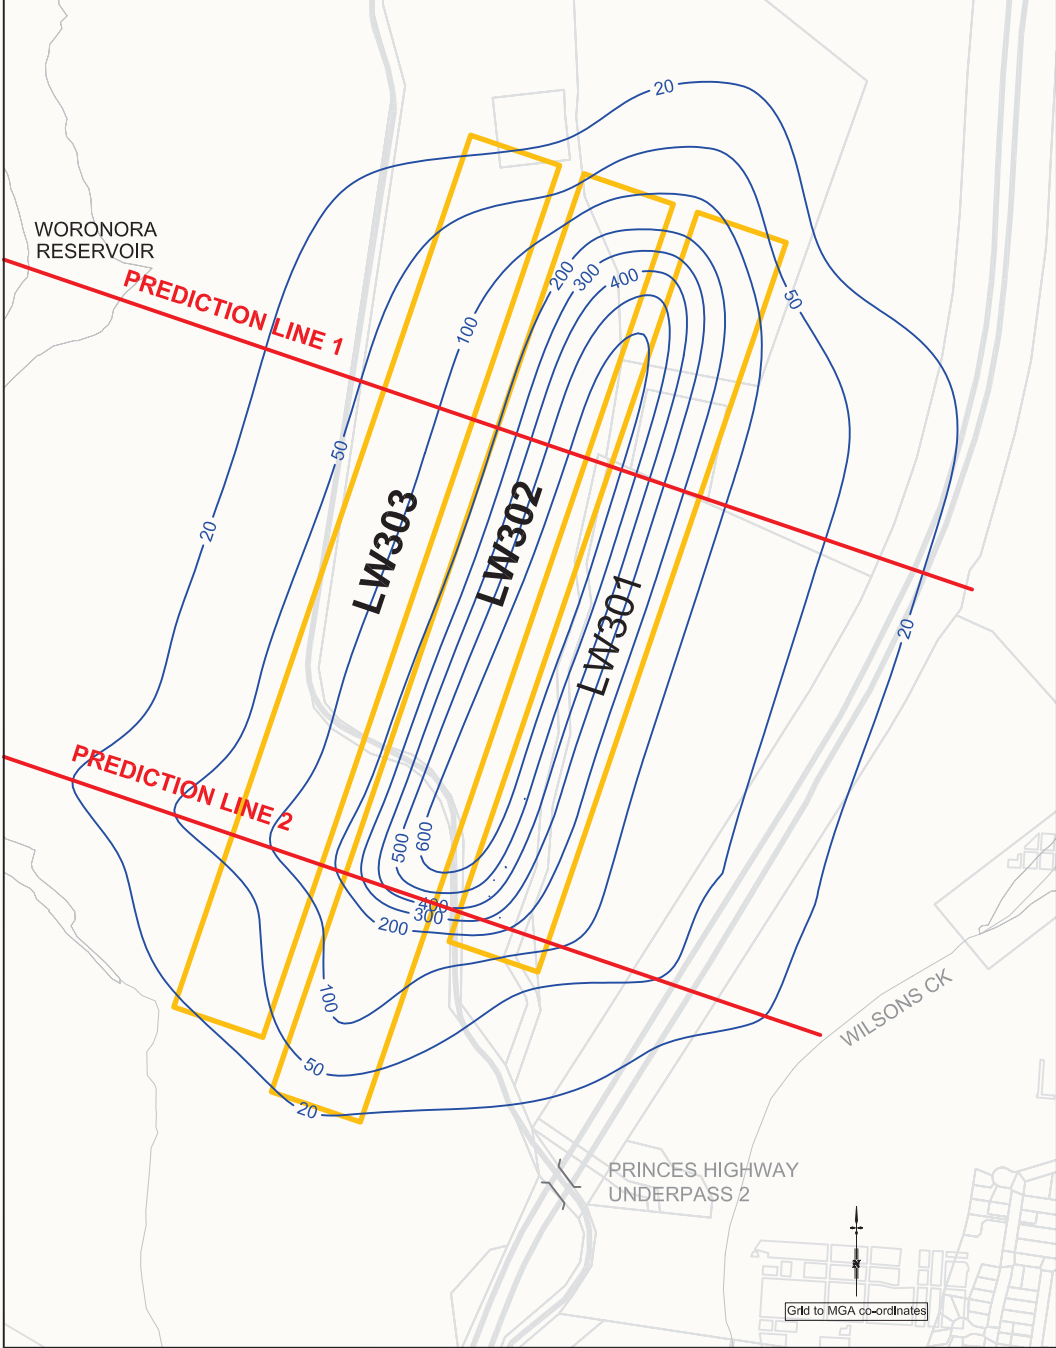 20
WORONORA
RESERVOIR
PREDICTION LINE 1
200
300
400
50
100
50
20
LW303
LW302
LW301
20
PREDICTION LINE 2
500
600
400
300
200
100
50
20
WILSONS CK
PRINCES HIGHWAY
UNDERPASS 2
N
Grid to MGA co-ordinates